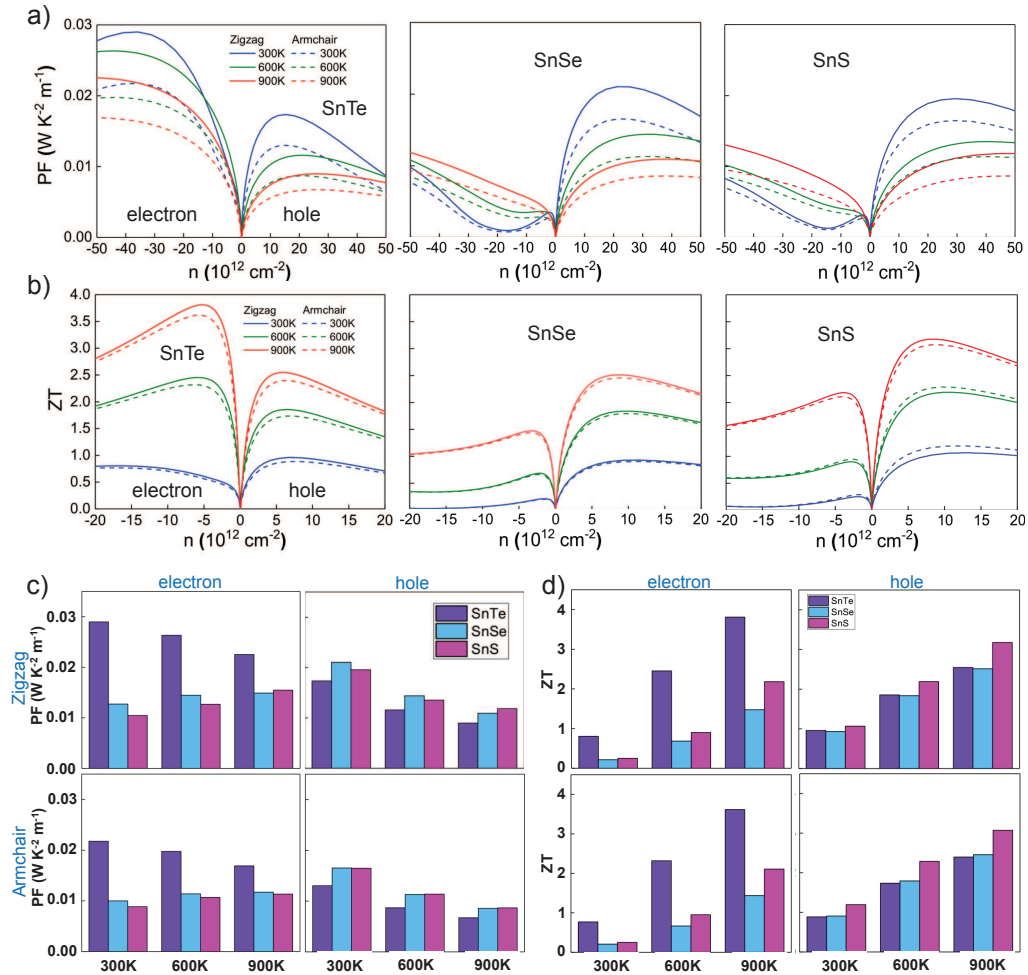 a)
0.03
0.02
0.01
0.00
PF (W K-2 m-1)
Zigzag Armchair
300K 300K
600K 600K
900K 900K
SnTe
electron hole
-50 -40 -30 -20 -10 0 10 20 30 40 50
n (10¹² cm⁻²)
SnSe
-50 -40 -30 -20 -10 0 10 20 30 40 50
n (10¹² cm⁻²)
SnS
-50 -40 -30 -20 -10 0 10 20 30 40 50
n (10¹² cm⁻²)
b)
4.0
3.5
3.0
2.5
2.0
1.5
1.0
0.5
0.0
ZT
Zigzag Armchair
300K 300K
600K 600K
900K 900K
SnTe
electron hole
-20 -15 -10 -5 0 5 10 15 20
n (10¹² cm⁻²)
SnSe
-20 -15 -10 -5 0 5 10 15 20
n (10¹² cm⁻²)
SnS
-20 -15 -10 -5 0 5 10 15 20
n (10¹² cm⁻²)
c)
electron hole
Zigzag
PF (W K⁻² m⁻¹)
0.03
0.02
0.01
0.00
SnTe
SnSe
SnS
Armchair
PF (W K⁻² m⁻¹)
0.03
0.02
0.01
0.00
300K 600K 900K 300K 600K 900K
d)
electron hole
ZT
4
3
2
1
0
SnTe
SnSe
SnS
ZT
4
3
2
1
0
300K 600K 900K 300K 600K 900K